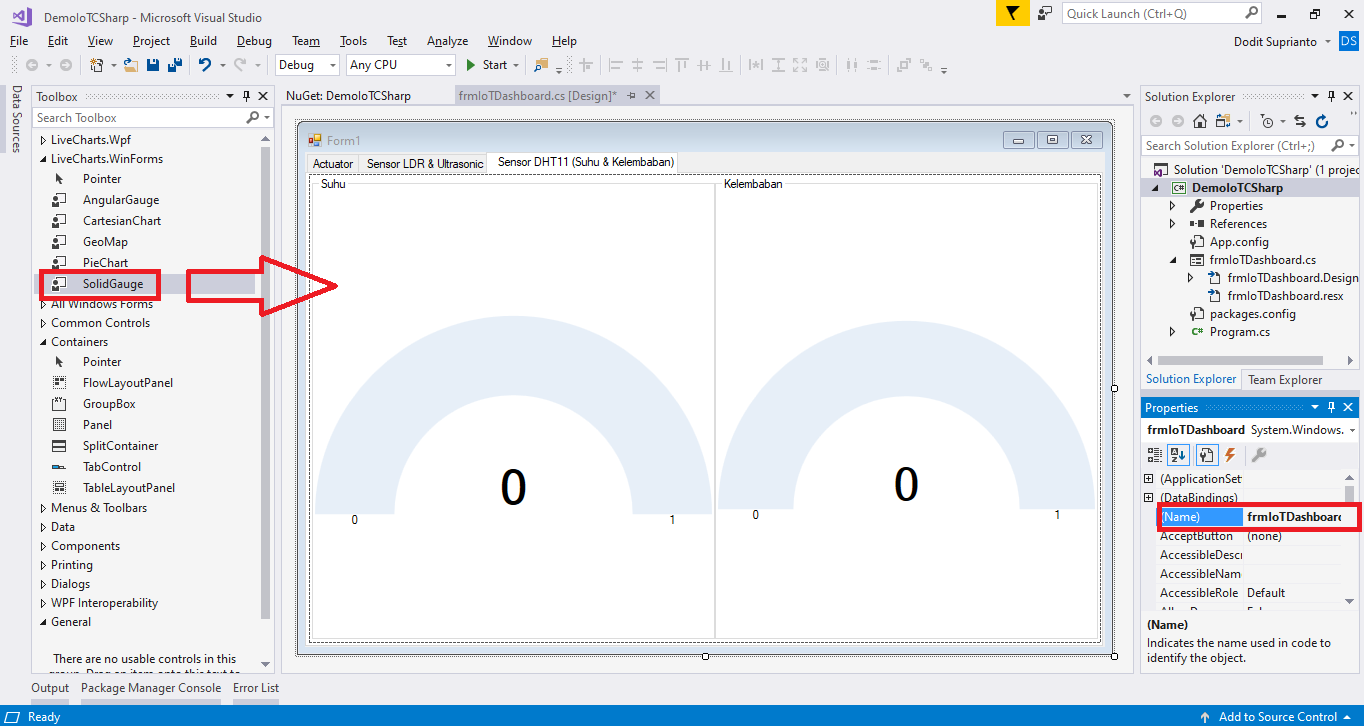 DemoIoTCSharp - Microsoft Visual Studio
Quick Launch (Ctrl+Q)
File Edit View Project Build Debug Team Tools Test Analyze Window Help
Dodit Suprianto
DS
Debug
Any CPU
Start
Data Sources
Toolbox
Search Toolbox
LiveCharts.Wpf
LiveCharts.WinForms
Pointer
AngularGauge
CartesianChart
GeoMap
PieChart
SolidGauge
All Windows Forms
Common Controls
Containers
Pointer
FlowLayoutPanel
GroupBox
Panel
SplitContainer
TabControl
TableLayoutPanel
Menus & Toolbars
Data
Components
Printing
Dialogs
WPF Interoperability
General
There are no usable controls in this
group. Drag an item onto this text to
NuGet: DemoIoTCSharp
frmIoTDashboard.cs [Design]*
Form1
Actuator
Sensor LDR & Ultrasonic
Sensor DHT11 (Suhu & Kelembaban)
Suhu
0
0
1
Kelembaban
0
0
1
Solution Explorer
Search Solution Explorer (Ctrl+;)
Solution 'DemoIoTCSharp' (1 projec
C#
DemoIoTCSharp
Properties
References
App.config
frmIoTDashboard.cs
frmIoTDashboard.Design
frmIoTDashboard.resx
packages.config
C# Program.cs
Solution Explorer
Team Explorer
Properties
frmIoTDashboard System.Windows.
(ApplicationSet
(DataBindings)
(Name) frmIoTDashboard
AcceptButton (none)
AccessibleDescr
AccessibleNam
AccessibleRole Default
(Name)
Indicates the name used in code to
identify the object.
Output
Package Manager Console
Error List
Ready
Add to Source Control